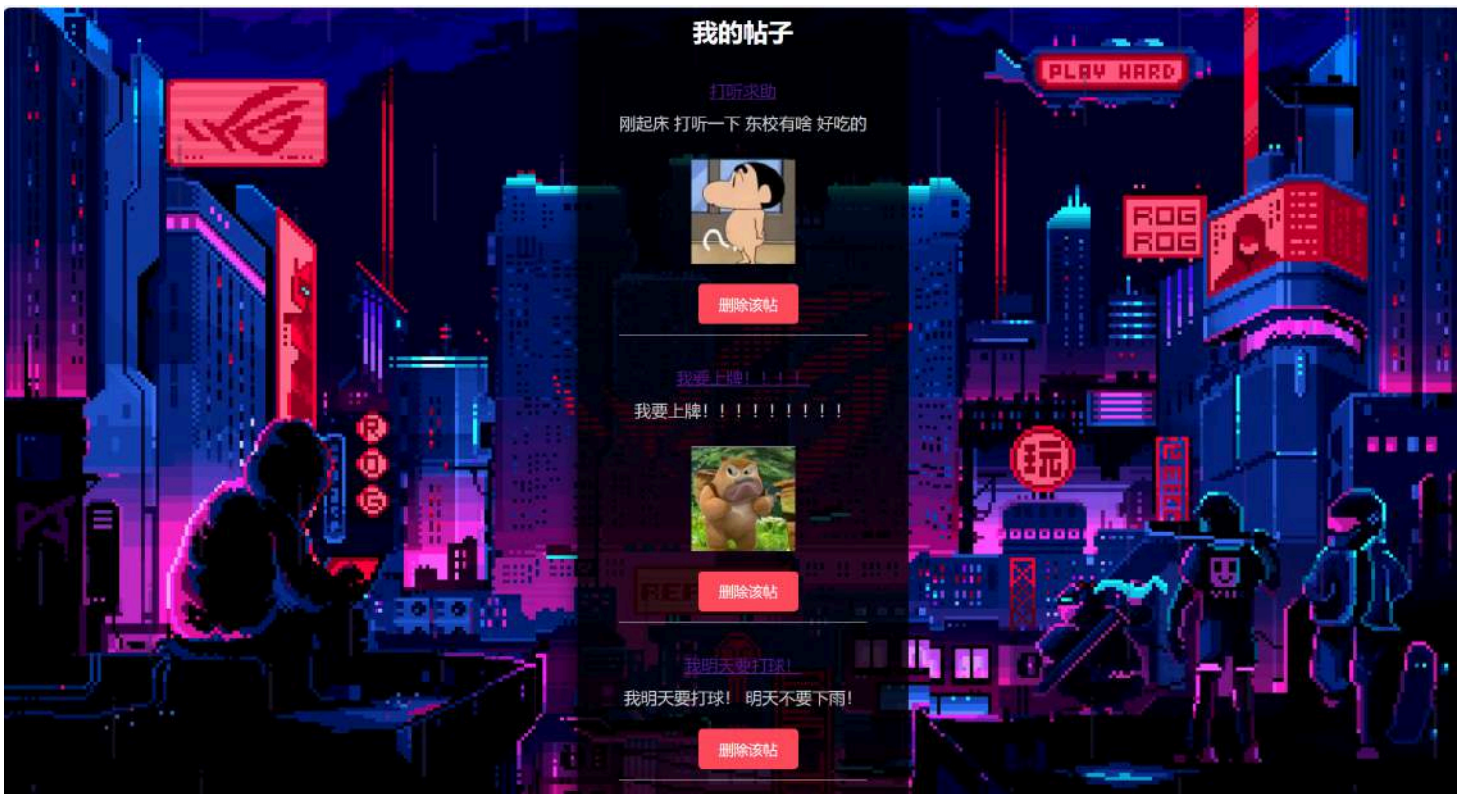 我的帖子
PLAY HARD
打听求助
刚起床 打听一下 东校有啥 好吃的
ROG
ROG
删除该帖
我要上牌！！！！
我要上牌！！！！！！！！！
R
O
G
玩
删除该帖
我明天要打球！
我明天要打球！ 明天不要下雨！
删除该帖